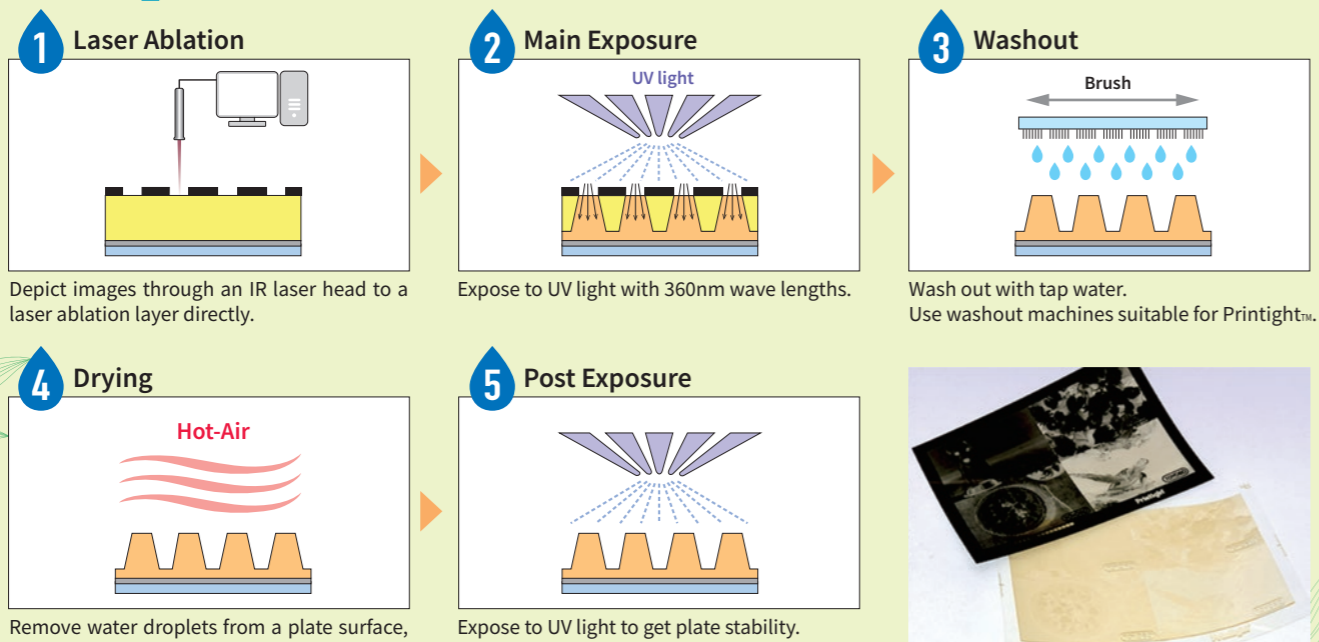 1 Laser Ablation
Depict images through an IR laser head to a
laser ablation layer directly.
2 Main Exposure
UV light
Expose to UV light with 360nm wave lengths.
3 Washout
Brush
Wash out with tap water.
Use washout machines suitable for Printight™.
4 Drying
Hot-Air
Remove water droplets from a plate surface,
5 Post Exposure
Expose to UV light to get plate stability.
Printight